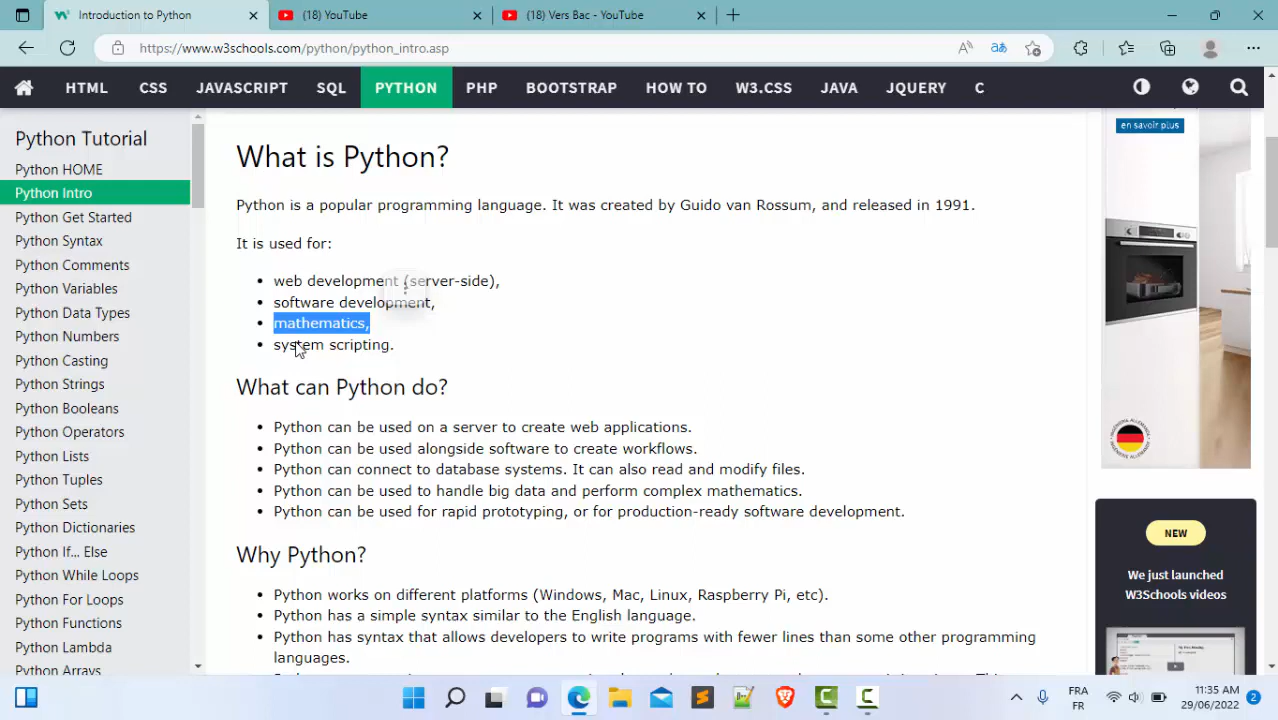 Introduction to Python
(18) YouTube
(18) Vers Bac - YouTube
https://www.w3schools.com/python/python_intro.asp
HTML CSS JAVASCRIPT SQL PYTHON PHP BOOTSTRAP HOW TO W3.CSS JAVA JQUERY C
Python Tutorial
Python HOME
Python Intro
Python Get Started
Python Syntax
Python Comments
Python Variables
Python Data Types
Python Numbers
Python Casting
Python Strings
Python Booleans
Python Operators
Python Lists
Python Tuples
Python Sets
Python Dictionaries
Python If... Else
Python While Loops
Python For Loops
Python Functions
Python Lambda
Python Arrays
What is Python?
Python is a popular programming language. It was created by Guido van Rossum, and released in 1991.
It is used for:
• web development (server-side),
• software development,
• mathematics,
• system scripting.
What can Python do?
• Python can be used on a server to create web applications.
• Python can be used alongside software to create workflows.
• Python can connect to database systems. It can also read and modify files.
• Python can be used to handle big data and perform complex mathematics.
• Python can be used for rapid prototyping, or for production-ready software development.
Why Python?
• Python works on different platforms (Windows, Mac, Linux, Raspberry Pi, etc).
• Python has a simple syntax similar to the English language.
• Python has syntax that allows developers to write programs with fewer lines than some other programming
languages.
en savoir plus
NEW
We just launched
W3Schools videos
FRA
FR
11:35 AM
29/06/2022
2